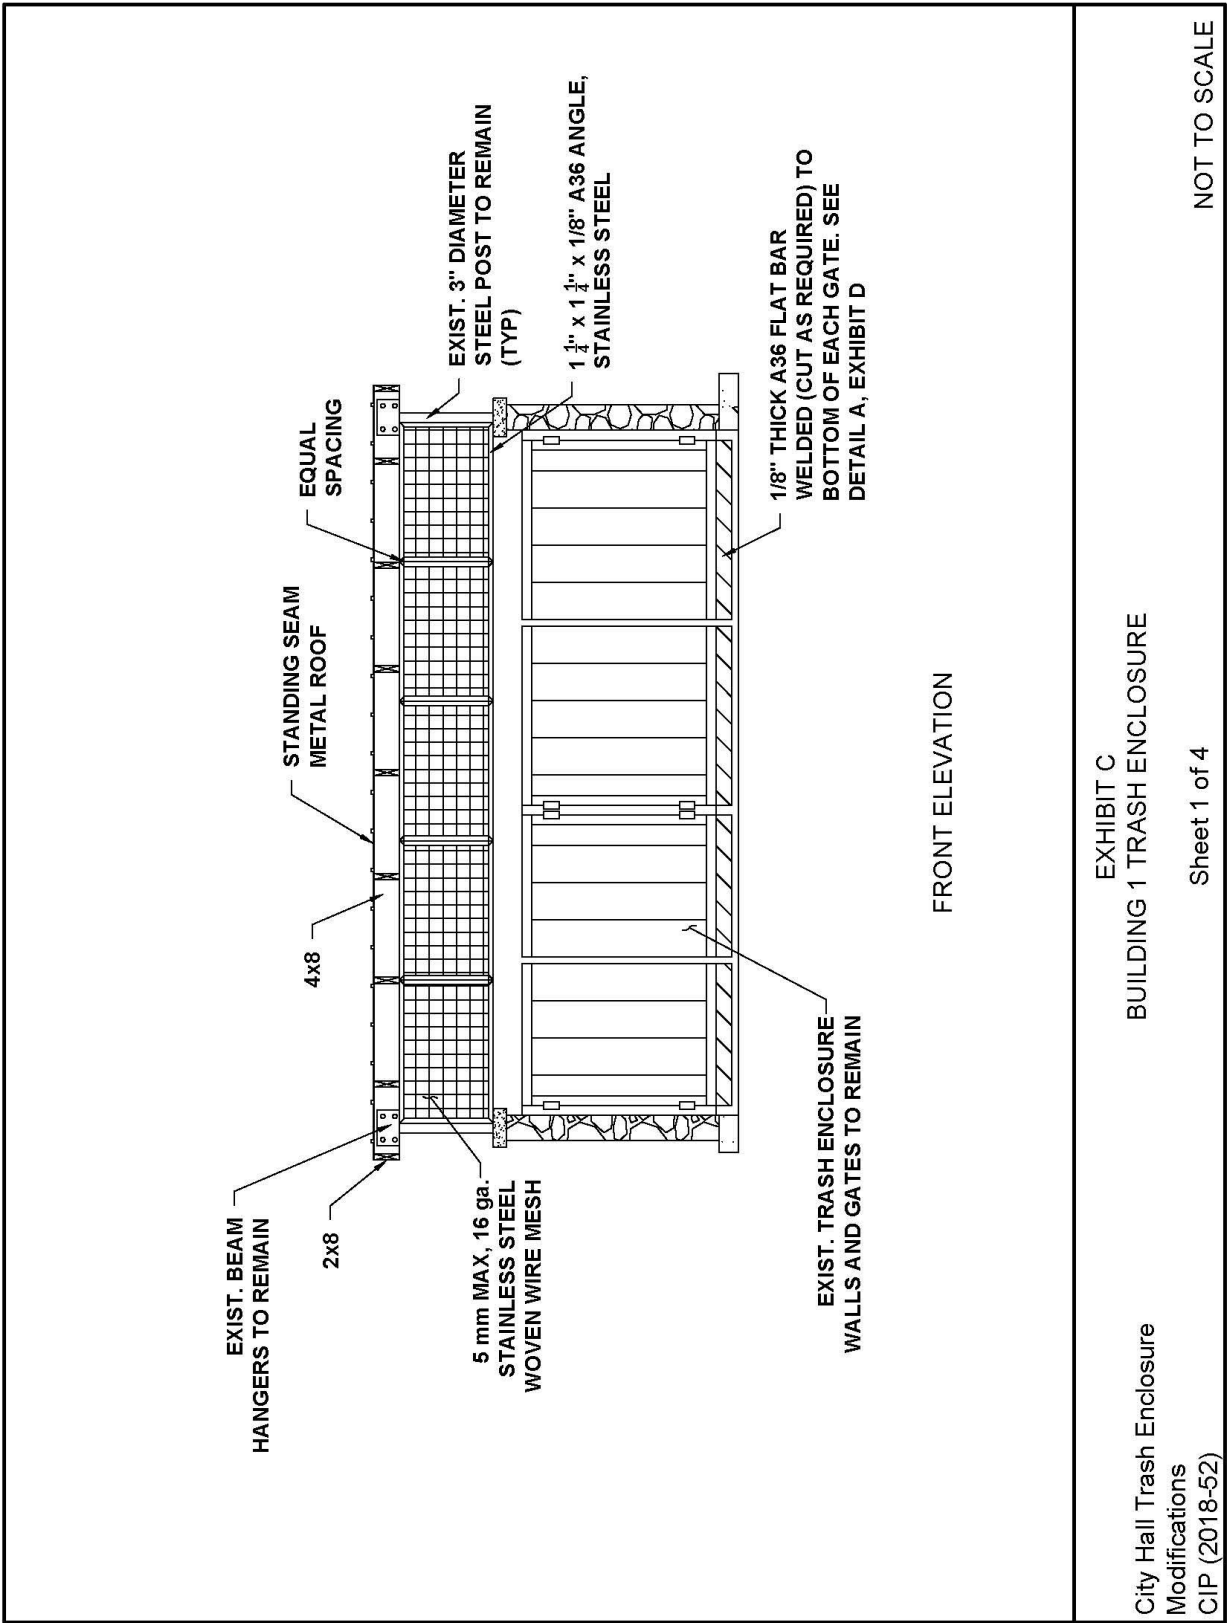 EXIST. BEAM
HANGERS TO REMAIN
2x8
4x8
STANDING SEAM
METAL ROOF
EQUAL
SPACING
EXIST. 3" DIAMETER
STEEL POST TO REMAIN
(TYP)
1 1/4" x 1 1/4" x 1/8" A36 ANGLE,
STAINLESS STEEL
5 mm MAX, 16 ga.
STAINLESS STEEL
WOVEN WIRE MESH
1/8" THICK A36 FLAT BAR
WELDED (CUT AS REQUIRED) TO
BOTTOM OF EACH GATE. SEE
DETAIL A, EXHIBIT D
EXIST. TRASH ENCLOSURE
WALLS AND GATES TO REMAIN
FRONT ELEVATION
City Hall Trash Enclosure
Modifications
CIP (2018-52)
EXHIBIT C
BUILDING 1 TRASH ENCLOSURE
Sheet 1 of 4
NOT TO SCALE